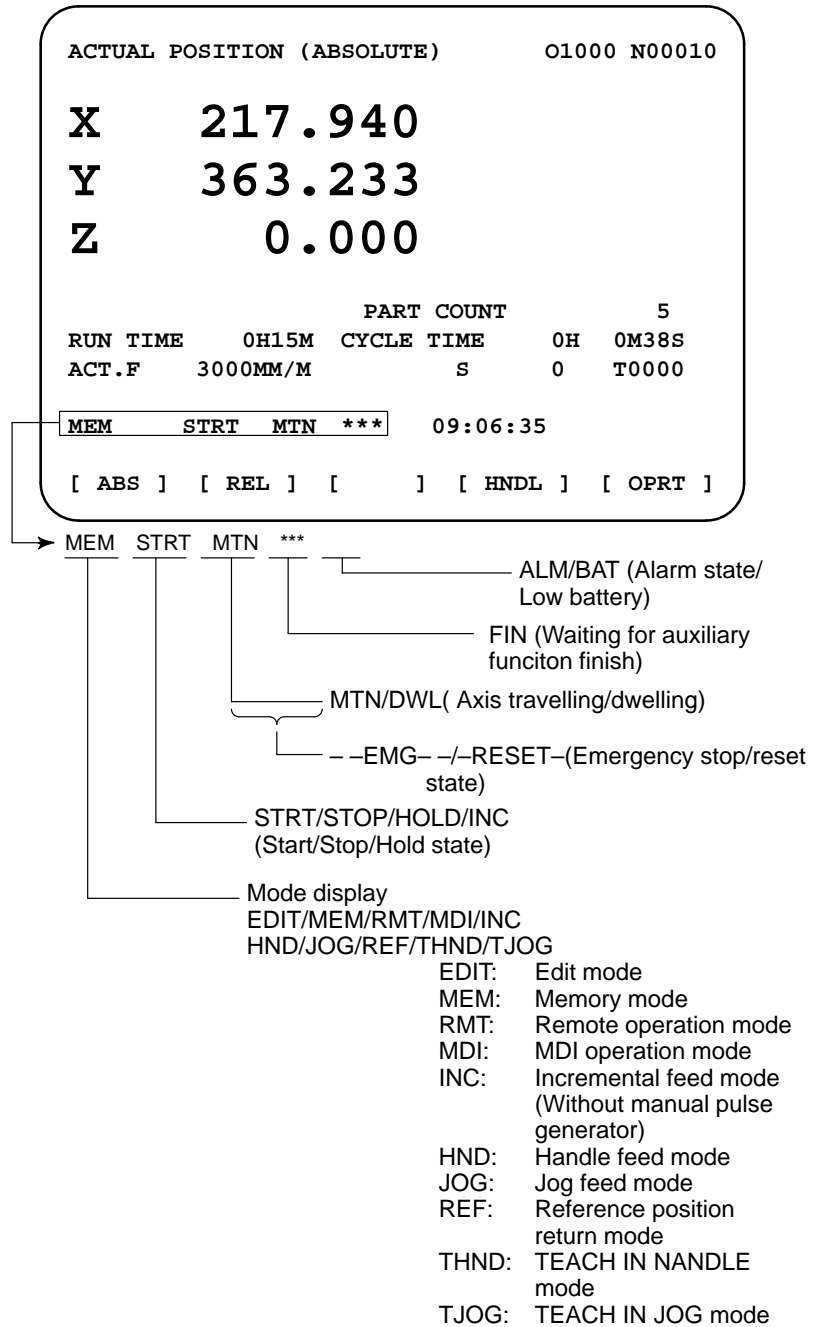 ACTUAL POSITION (ABSOLUTE) O1000 N00010
X 217.940
Y 363.233
Z 0.000
PART COUNT 5
RUN TIME 0H15M CYCLE TIME 0H 0M38S
ACT.F 3000MM/M S 0 T0000
MEM STRT MTN *** 09:06:35
[ ABS ] [ REL ] [ ] [ HNDL ] [ OPRT ]
MEM STRT MTN ***
ALM/BAT (Alarm state/
Low battery)
FIN (Waiting for auxiliary
funciton finish)
MTN/DWL( Axis travelling/dwelling)
– –EMG– –/–RESET–(Emergency stop/reset
state)
STRT/STOP/HOLD/INC
(Start/Stop/Hold state)
Mode display
EDIT/MEM/RMT/MDI/INC
HND/JOG/REF/THND/TJOG
EDIT: Edit mode
MEM: Memory mode
RMT: Remote operation mode
MDI: MDI operation mode
INC: Incremental feed mode
(Without manual pulse
generator)
HND: Handle feed mode
JOG: Jog feed mode
REF: Reference position
return mode
THND: TEACH IN NANDLE
mode
TJOG: TEACH IN JOG mode